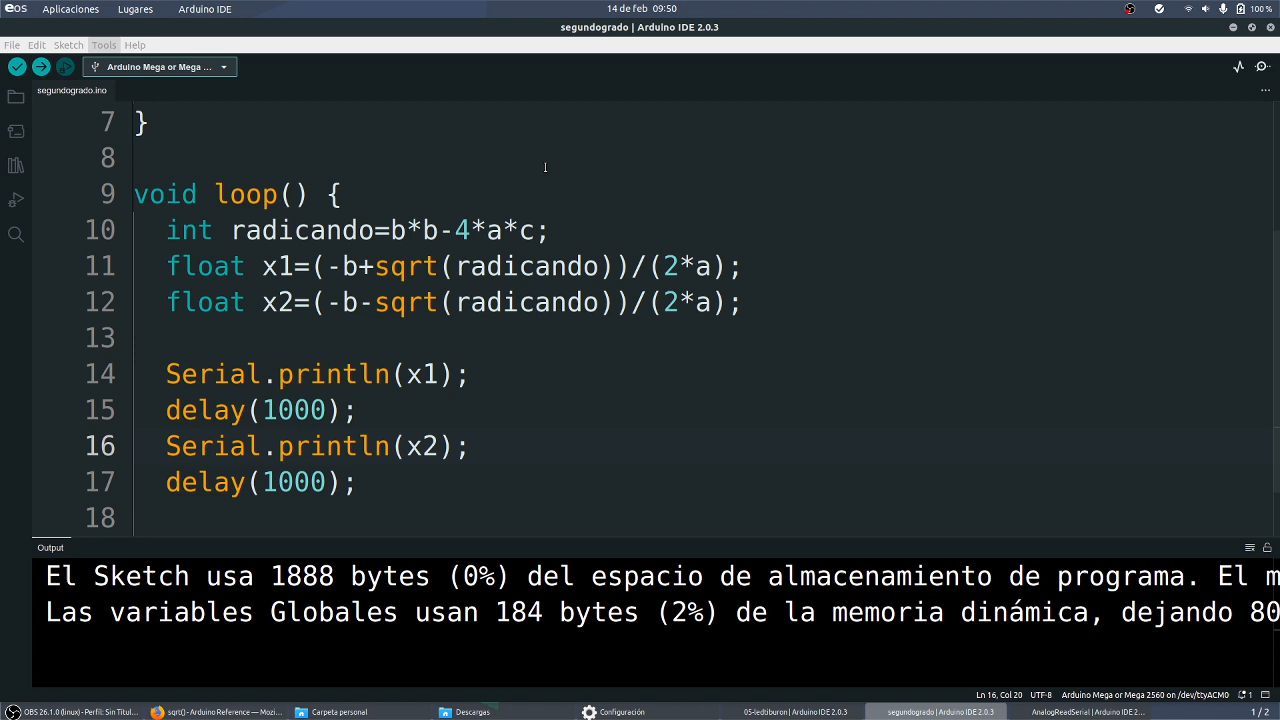 eos Aplicaciones Lugares Arduino IDE 14 de feb 09:50 100 %
segundogrado | Arduino IDE 2.0.3
File Edit Sketch Tools Help
Arduino Mega or Mega ...
segundogrado.ino
7 }
8
9 void loop() {
10 int radicando=b*b-4*a*c;
11 float x1=(-b+sqrt(radicando))/(2*a);
12 float x2=(-b-sqrt(radicando))/(2*a);
13
14 Serial.println(x1);
15 delay(1000);
16 Serial.println(x2);
17 delay(1000);
18
Output
El Sketch usa 1888 bytes (0%) del espacio de almacenamiento de programa. El m
Las variables Globales usan 184 bytes (2%) de la memoria dinámica, dejando 80
Ln 16, Col 20 UTF-8 Arduino Mega or Mega 2560 on /dev/ttyACM0 1
OBS 26.1.0 (linux) - Perfil: Sin Titul... sqrt() - Arduino Reference — Mozi... Carpeta personal Descargas Configuración 05-ledtiburon | Arduino IDE 2.0.3 segundogrado | Arduino IDE 2.0.3 AnalogReadSerial | Arduino IDE 2.... 1 / 2